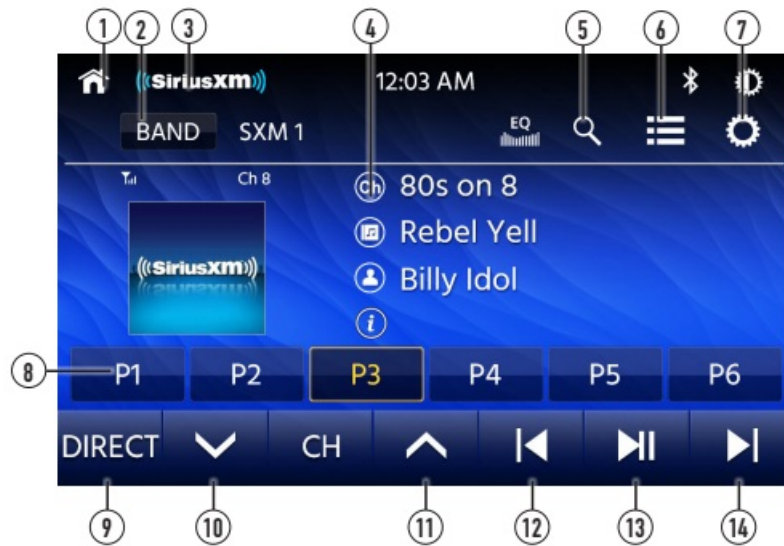 1 2 3 4 5 6 7
((SiriusXM)) 12:03 AM
BAND SXM 1 EQ
Ch 8
Ch 80s on 8
Rebel Yell
((SiriusXM))
Billy Idol
i
8 P1 P2 P3 P4 P5 P6
DIRECT CH
9 10 11 12 13 14